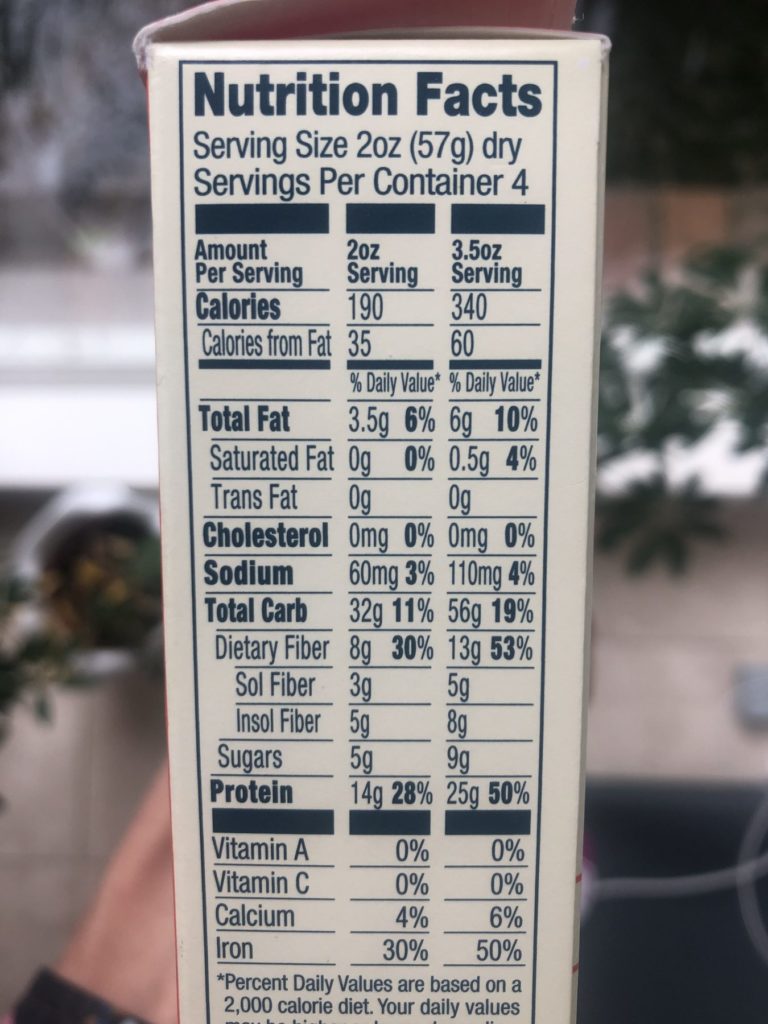 Nutrition Facts
Serving Size 2oz (57g) dry
Servings Per Container 4
Amount Per Serving 2oz Serving 3.5oz Serving
Calories 190 340
Calories from Fat 35 60
% Daily Value* % Daily Value*
Total Fat 3.5g 6% 6g 10%
Saturated Fat 0g 0% 0.5g 4%
Trans Fat 0g 0g
Cholesterol 0mg 0% 0mg 0%
Sodium 60mg 3% 110mg 4%
Total Carb 32g 11% 56g 19%
Dietary Fiber 8g 30% 13g 53%
Sol Fiber 3g 5g
Insol Fiber 5g 8g
Sugars 5g 9g
Protein 14g 28% 25g 50%
Vitamin A 0% 0%
Vitamin C 0% 0%
Calcium 4% 6%
Iron 30% 50%
*Percent Daily Values are based on a
2,000 calorie diet. Your daily values